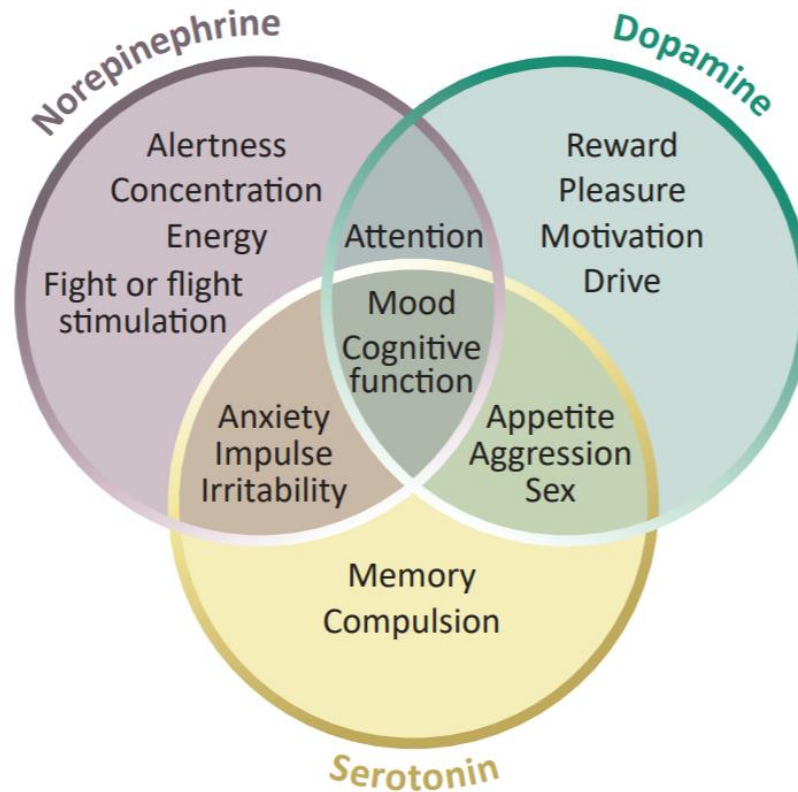 Norepinephrine
Dopamine
Alertness
Concentration
Energy
Fight or flight
stimulation
Attention
Reward
Pleasure
Motivation
Drive
Mood
Cognitive
function
Anxiety
Impulse
Irritability
Appetite
Aggression
Sex
Memory
Compulsion
Serotonin